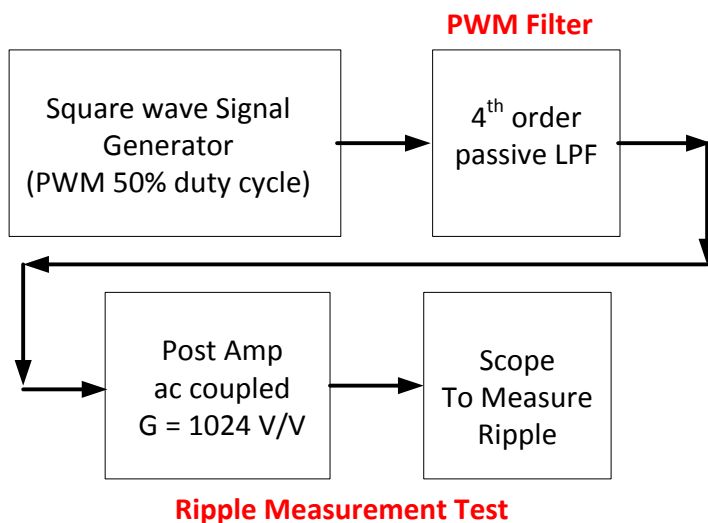 PWM Filter
Square wave Signal
Generator
(PWM 50% duty cycle)
4th order
passive LPF
Post Amp
ac coupled
G = 1024 V/V
Scope
To Measure
Ripple
Ripple Measurement Test